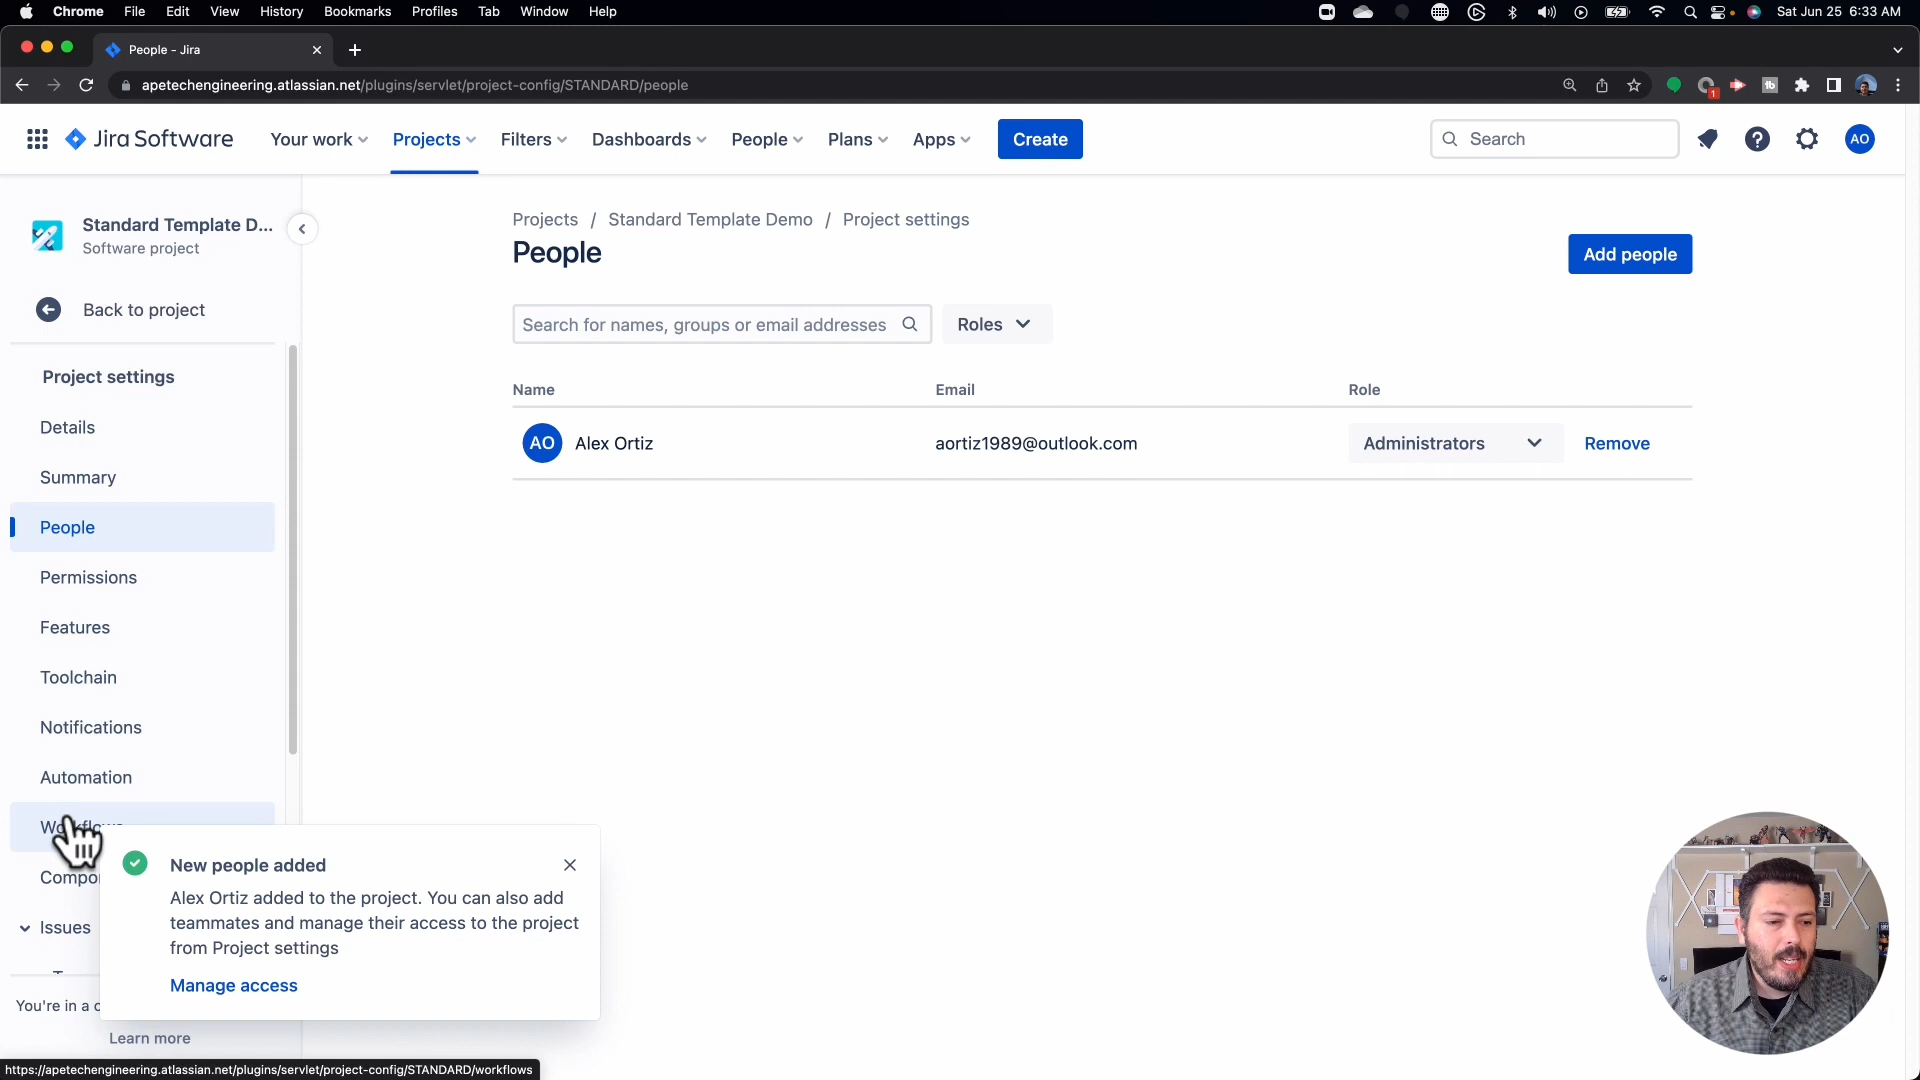 Chrome File Edit View History Bookmarks Profiles Tab Window Help Sat Jun 25 6:33 AM
People - Jira
apetechengineering.atlassian.net/plugins/servlet/project-config/STANDARD/people
1
Jira Software Your work Projects Filters Dashboards People Plans Apps Create Search AO
Standard Template D...
Software project
Back to project
Project settings
Details
Summary
People
Permissions
Features
Toolchain
Notifications
Automation
Issues
You're in a
Learn more
Projects / Standard Template Demo / Project settings
People
Add people
Search for names, groups or email addresses Roles
Name Email Role
AO Alex Ortiz aortiz1989@outlook.com Administrators Remove
New people added
Alex Ortiz added to the project. You can also add
teammates and manage their access to the project
from Project settings
Manage access
https://apetechengineering.atlassian.net/plugins/servlet/project-config/STANDARD/workflows